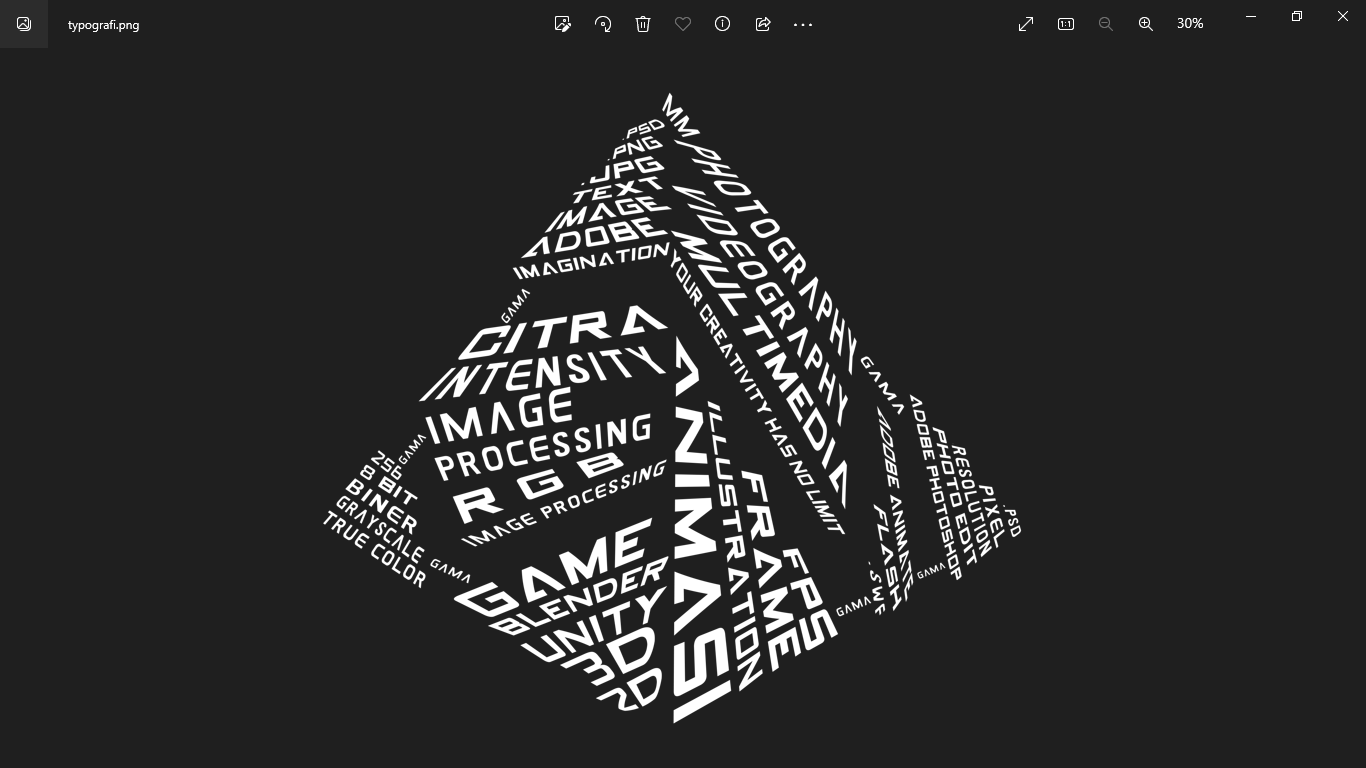 typografi.png
30%
MM
.PSD
.PNG
.JPG
TEXT
IMAGE
ADOBE
IMAGINATION
PHOTOGRAPHY
VIDEOGRAPHY
MULTIMEDIA
YOUR CREATIVITY HAS NO LIMIT
GAMA
CITRA
INTENSITY
IMAGE
PROCESSING
RGB
IMAGE PROCESSING
GAMA
256
8 BIT
BINER
GRAYSCALE
TRUE COLOR
GAMA
GAME
BLENDER
UNITY
3D
2D
ANIMASI
ILLUSTRATION
FRAME
FPS
GAMA
GAMA
ADOBE ANIMATE
FLASH
.SWF
GAMA
ADOBE PHOTOSHOP
PHOTO EDIT
RESOLUTION
PIXEL
.PSD